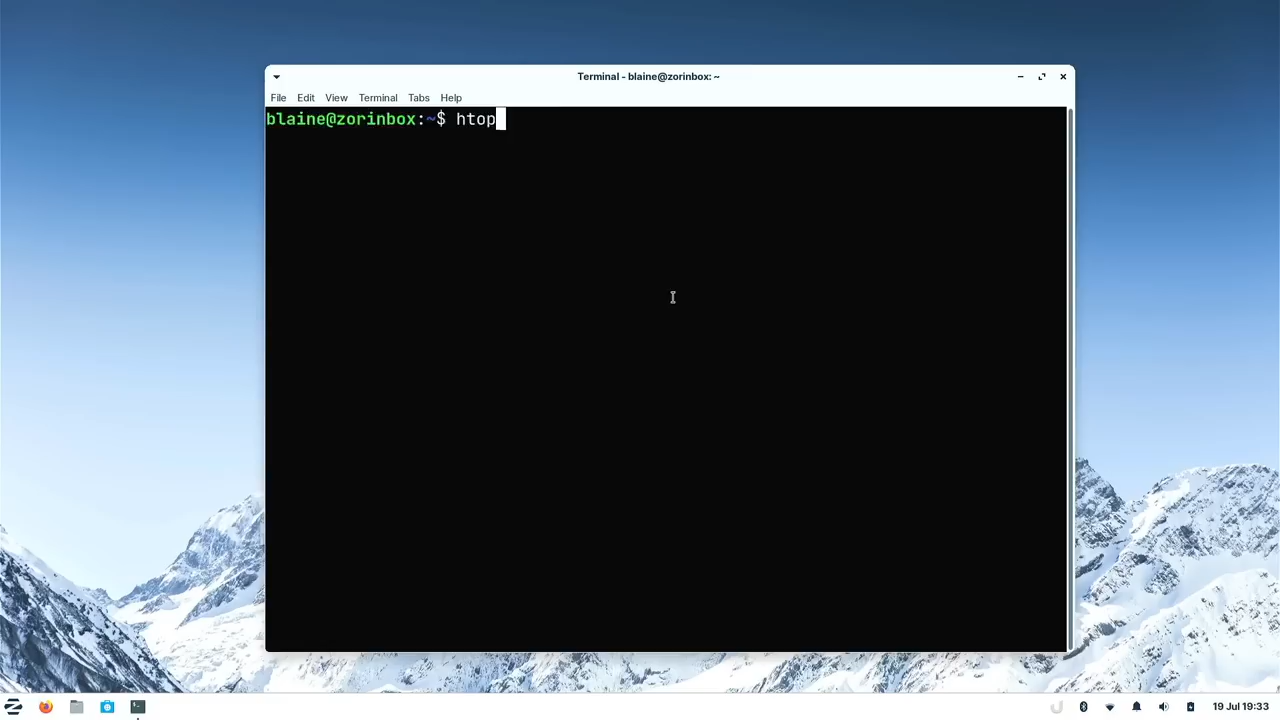 Terminal - blaine@zorinbox: ~
File Edit View Terminal Tabs Help
blaine@zorinbox:~$ htop
19 Jul 19:33